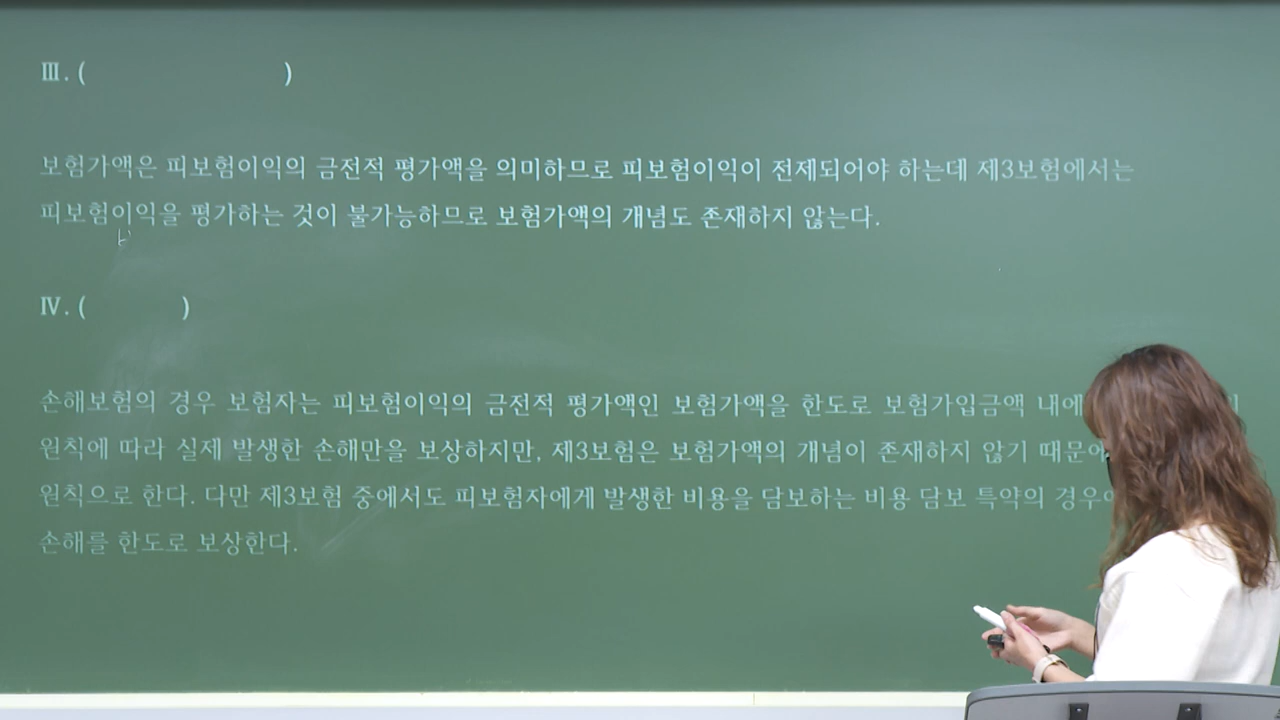 Ⅲ. ( )
보험가액은 피보험이익의 금전적 평가액을 의미하므로 피보험이익이 전제되어야 하는데 제3보험에서는
피보험이익을 평가하는 것이 불가능하므로 보험가액의 개념도 존재하지 않는다.
Ⅳ. ( )
손해보험의 경우 보험자는 피보험이익의 금전적 평가액인 보험가액을 한도로 보험가입금액 내에
원칙에 따라 실제 발생한 손해만을 보상하지만, 제3보험은 보험가액의 개념이 존재하지 않기
원칙으로 한다. 다만 제3보험 중에서도 피보험자에게 발생한 비용을 담보하는 비용 담보 특약의
손해를 한도로 보상한다.